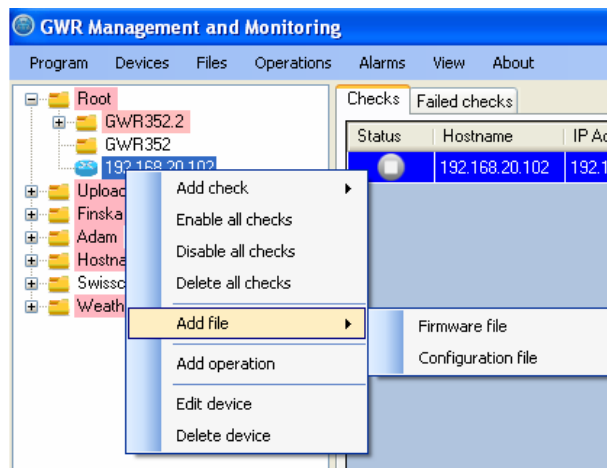 GWR Management and Monitoring
Program Devices Files Operations Alarms View About
Root
GWR352.2
GWR352
192.168.20.102
Finska
Adam
Checks Failed checks
Status Hostname
192.168.20.102
Add check
Enable all checks
Disable all checks
Delete all checks
Add file
Add operation
Edit device
Delete device
Firmware file
Configuration file